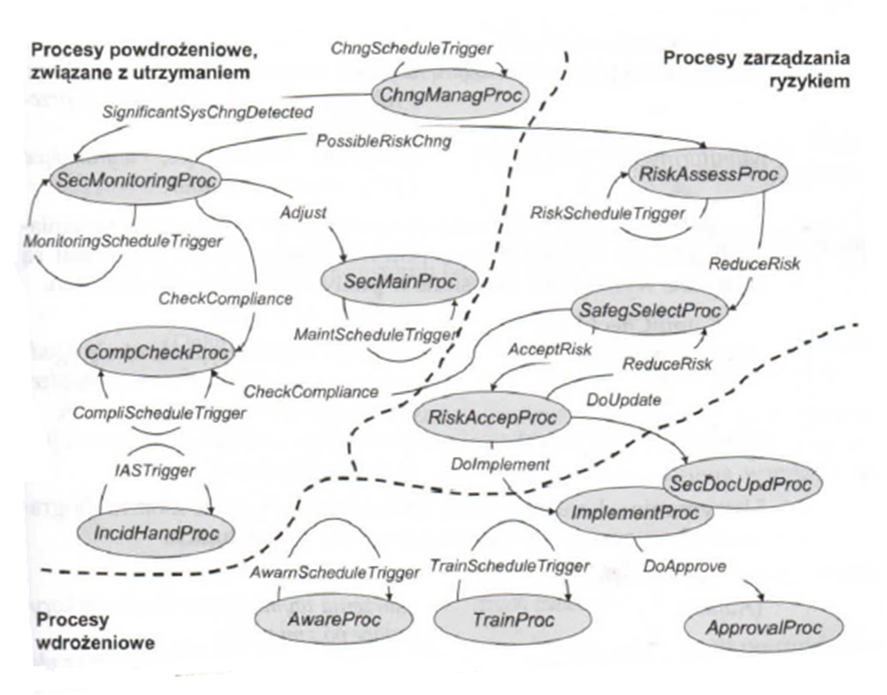 Procesy powdrożeniowe,
związane z utrzymaniem
ChngScheduleTrigger
Procesy zarządzania
ryzykiem
ChngManagProc
SignificantSysChngDetected
PossibleRiskChng
SecMonitoringProc
RiskAssessProc
Adjust
RiskScheduleTrigger
MonitoringScheduleTrigger
ReduceRisk
SecMainProc
CheckCompliance
SafegSelectProc
MaintScheduleTrigger
CompCheckProc
AcceptRisk
ReduceRisk
CheckCompliance
DoUpdate
CompliScheduleTrigger
RiskAccepProc
DoImplement
IASTrigger
SecDocUpdProc
ImplementProc
IncidHandProc
AwarnScheduleTrigger
TrainScheduleTrigger
DoApprove
Procesy
wdrożeniowe
AwareProc
TrainProc
ApprovalProc